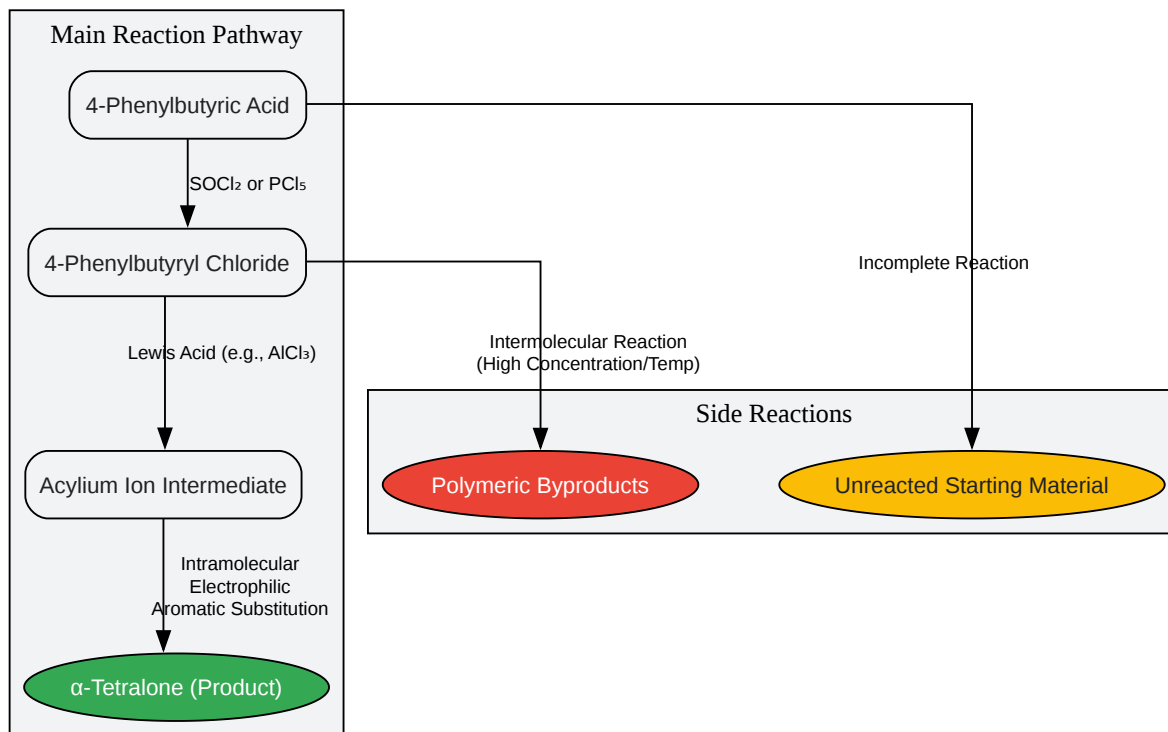 Main Reaction Pathway
4-Phenylbutyric Acid
SOCl₂ or PCl₅
4-Phenylbutyryl Chloride
Incomplete Reaction
Lewis Acid (e.g., AlCl₃)
Intermolecular Reaction
(High Concentration/Temp)
Side Reactions
Acylium Ion Intermediate
Polymeric Byproducts
Unreacted Starting Material
Intramolecular
Electrophilic
Aromatic Substitution
α-Tetralone (Product)